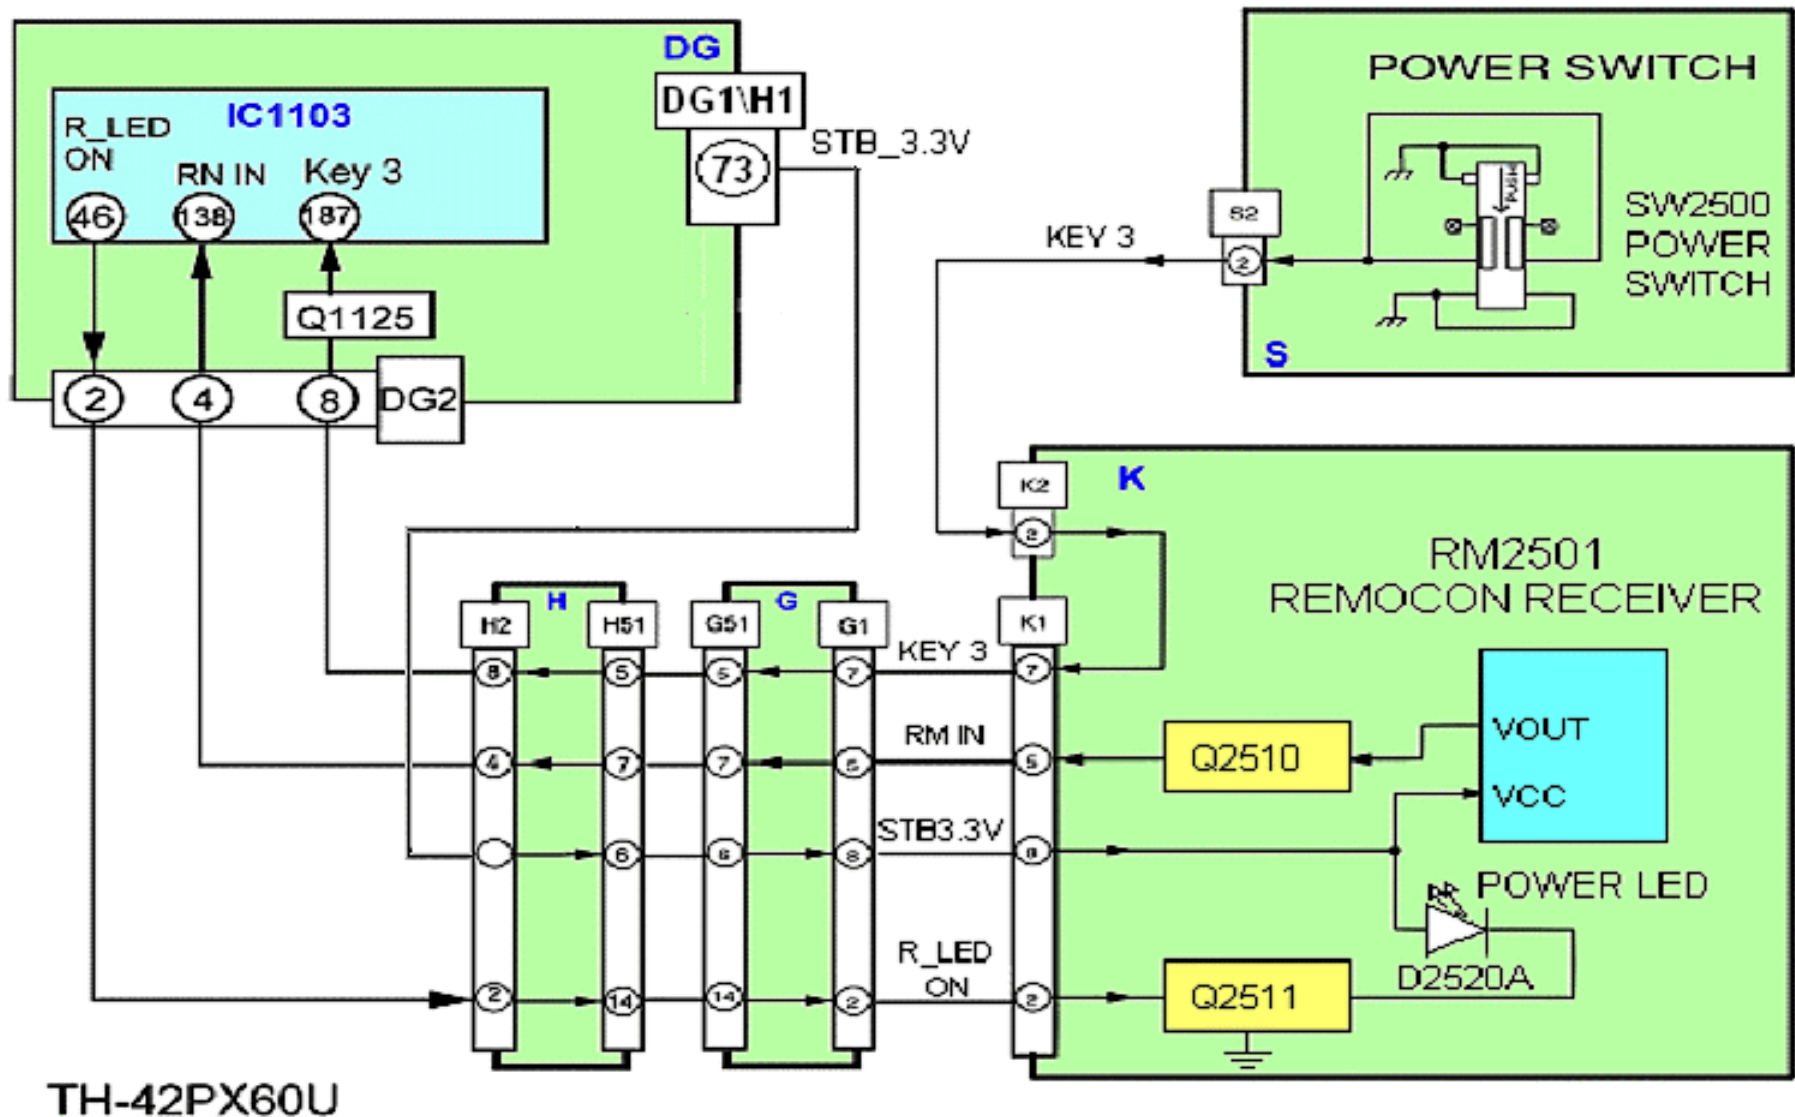 DG
DG1\H1
73
STB_3.3V
IC1103
R_LED
ON
RN IN
Key 3
46
138
187
Q1125
2
4
8
DG2
POWER SWITCH
PUSH
SW2500
POWER
SWITCH
S2
2
KEY 3
S
K2
2
K
RM2501
REMOCON RECEIVER
H
G
H2
H51
G51
G1
K1
8
5
5
7
KEY 3
7
4
7
7
5
RM IN
5
Q2510
VOUT
VCC
6
6
8
STB3.3V
8
POWER LED
D2520A
2
14
14
2
R_LED
ON
2
Q2511
TH-42PX60U